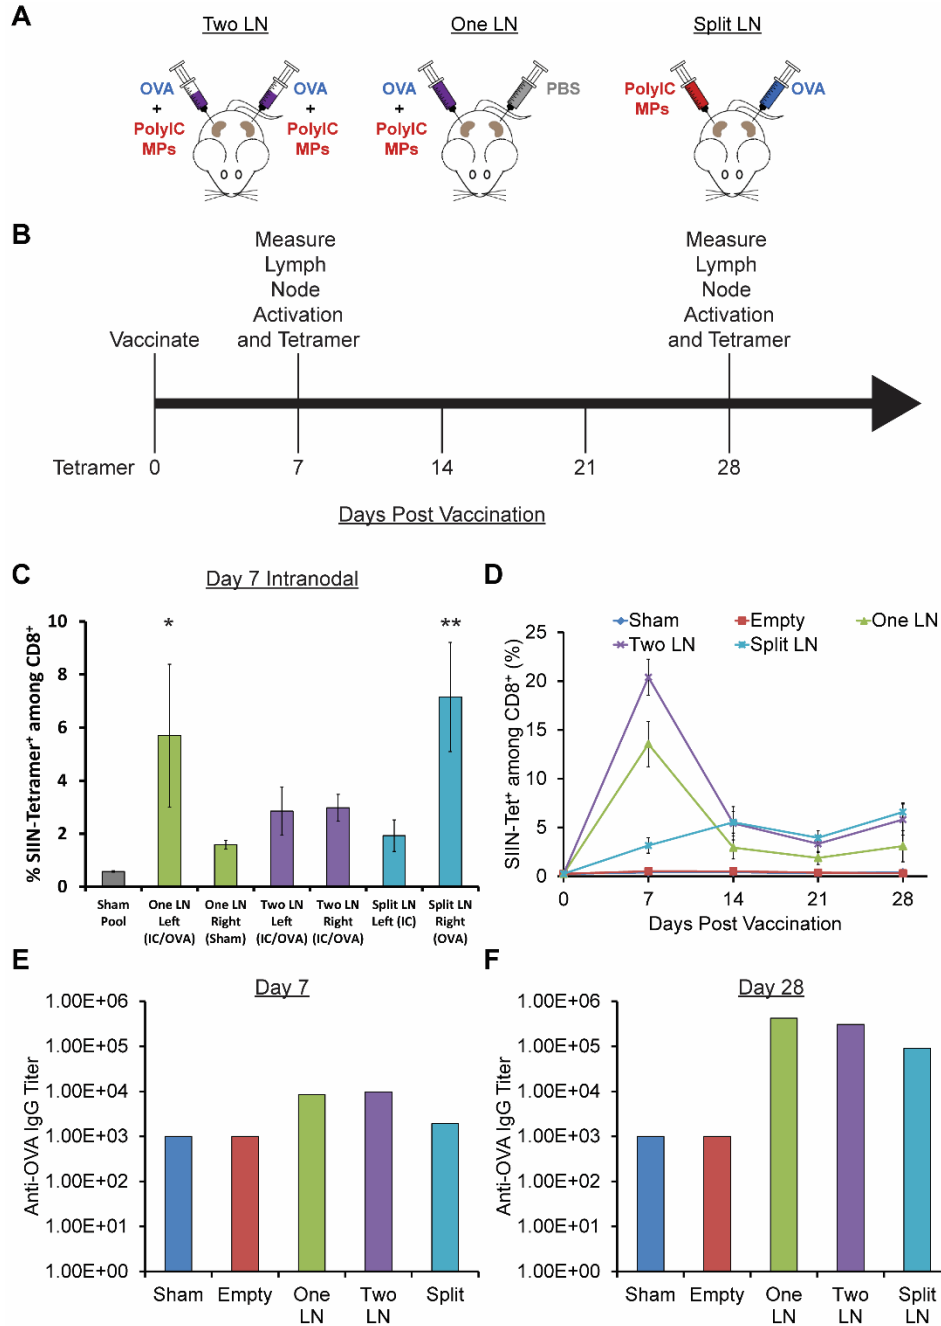 A
Two LN
One LN
Split LN
OVA
+
PolyIC
MPs
OVA
+
PolyIC
MPs
OVA
+
PolyIC
MPs
PBS
PolyIC
MPs
OVA
B
Measure
Lymph
Node
Activation
and Tetramer
Measure
Lymph
Node
Activation
and Tetramer
Vaccinate
Tetramer 0 7 14 21 28
Days Post Vaccination
C
Day 7 Intranodal
% SIIN-Tetramer+ among CD8+
10
8
6
4
2
0
*
**
Sham
Pool
One LN
Left
(IC/OVA)
One LN
Right
(Sham)
Two LN
Left
(IC/OVA)
Two LN
Right
(IC/OVA)
Split LN
Left (IC)
Split LN
Right
(OVA)
D
Sham Empty One LN
Two LN Split LN
SIIN-Tet+ among CD8+ (%)
25
20
15
10
5
0
0 7 14 21 28
Days Post Vaccination
E
Day 7
Anti-OVA IgG Titer
1.00E+06
1.00E+05
1.00E+04
1.00E+03
1.00E+02
1.00E+01
1.00E+00
Sham
Empty
One
LN
Two
LN
Split
F
Day 28
Anti-OVA IgG Titer
1.00E+06
1.00E+05
1.00E+04
1.00E+03
1.00E+02
1.00E+01
1.00E+00
Sham
Empty
One
LN
Two
LN
Split
LN